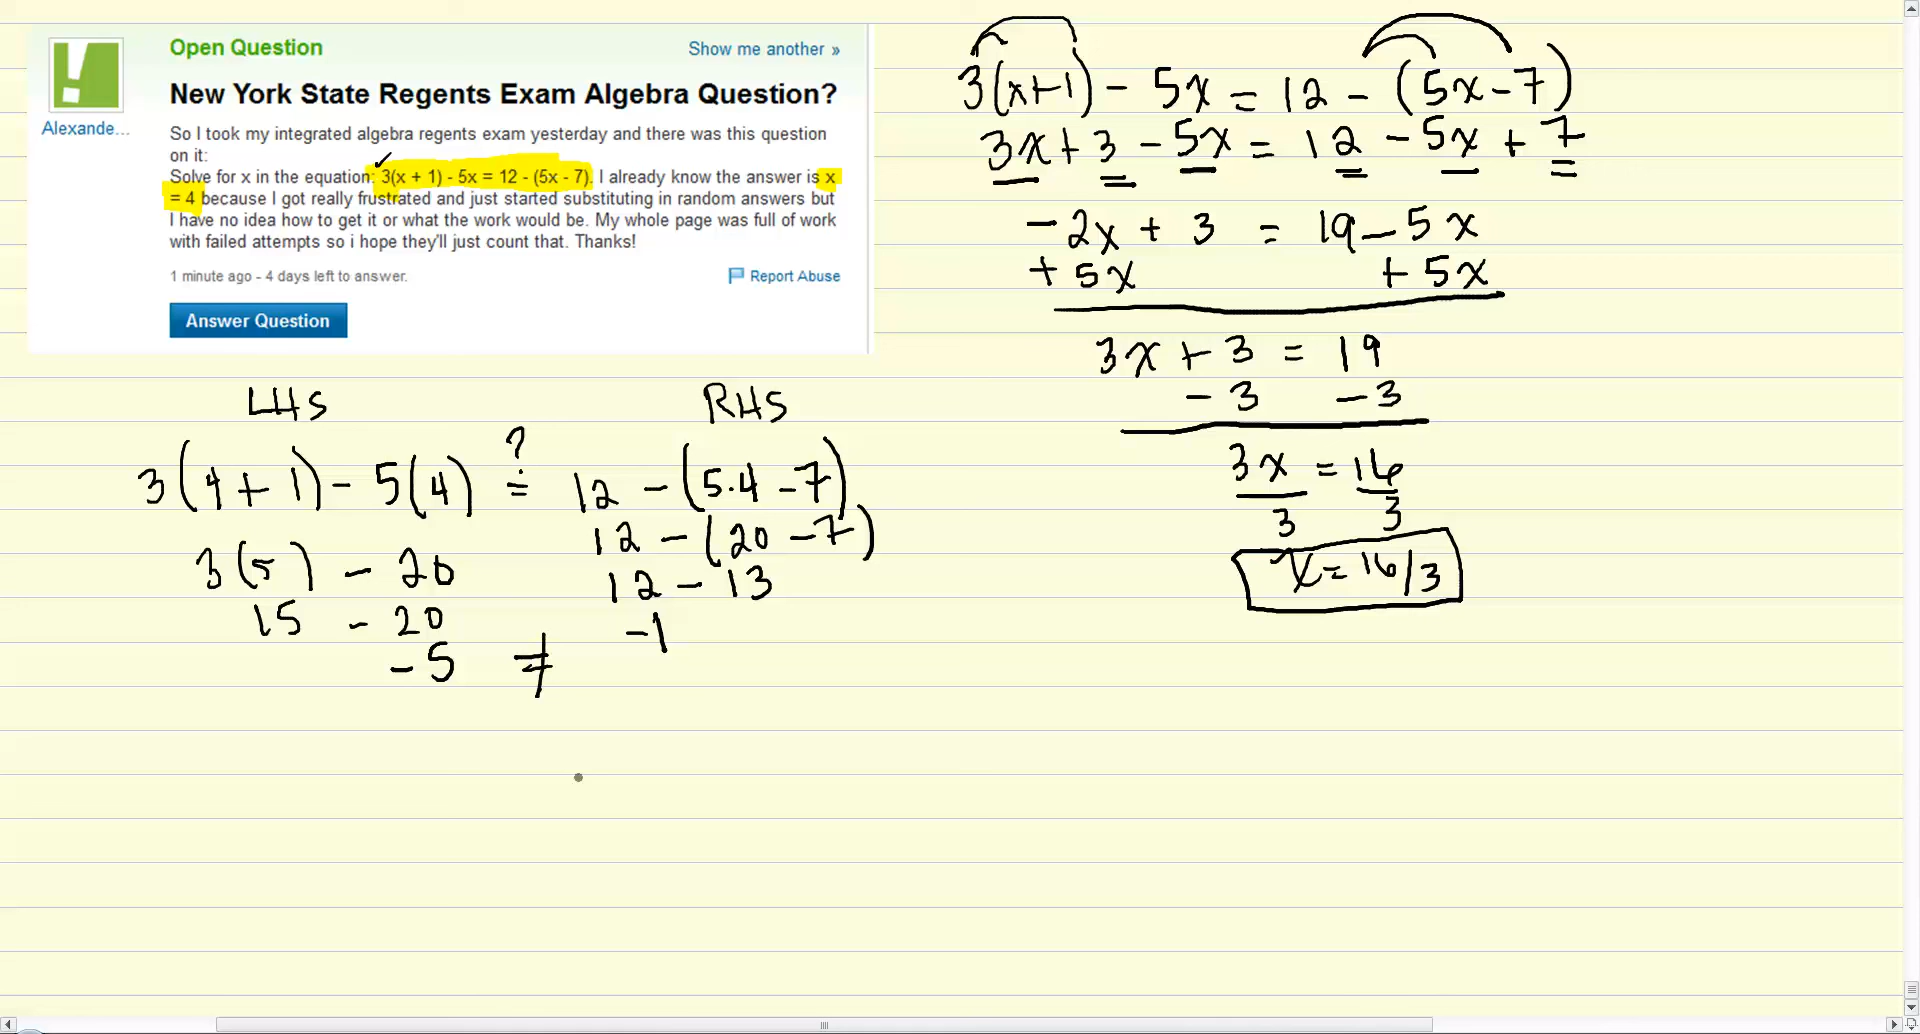 Open Question
Show me another »
New York State Regents Exam Algebra Question?
Alexande...
So I took my integrated algebra regents exam yesterday and there was this question
on it:
Solve for x in the equation: 3(x + 1) - 5x = 12 - (5x - 7). I already know the answer is x
= 4 because I got really frustrated and just started substituting in random answers but
I have no idea how to get it or what the work would be. My whole page was full of work
with failed attempts so i hope they'll just count that. Thanks!
1 minute ago - 4 days left to answer.
Report Abuse
Answer Question
LHS RHS
3(4+1) - 5(4) ≟ 12 - (5·4 - 7)
12 - (20 - 7)
3(5) - 20
12 - 13
15 - 20
-1
-5 ≠
3(x+1) - 5x = 12 - (5x - 7)
3x + 3 - 5x = 12 - 5x + 7
-2x + 3 = 19 - 5x
+ 5x + 5x
3x + 3 = 19
- 3 - 3
3x = 16
3 3
x = 16/3